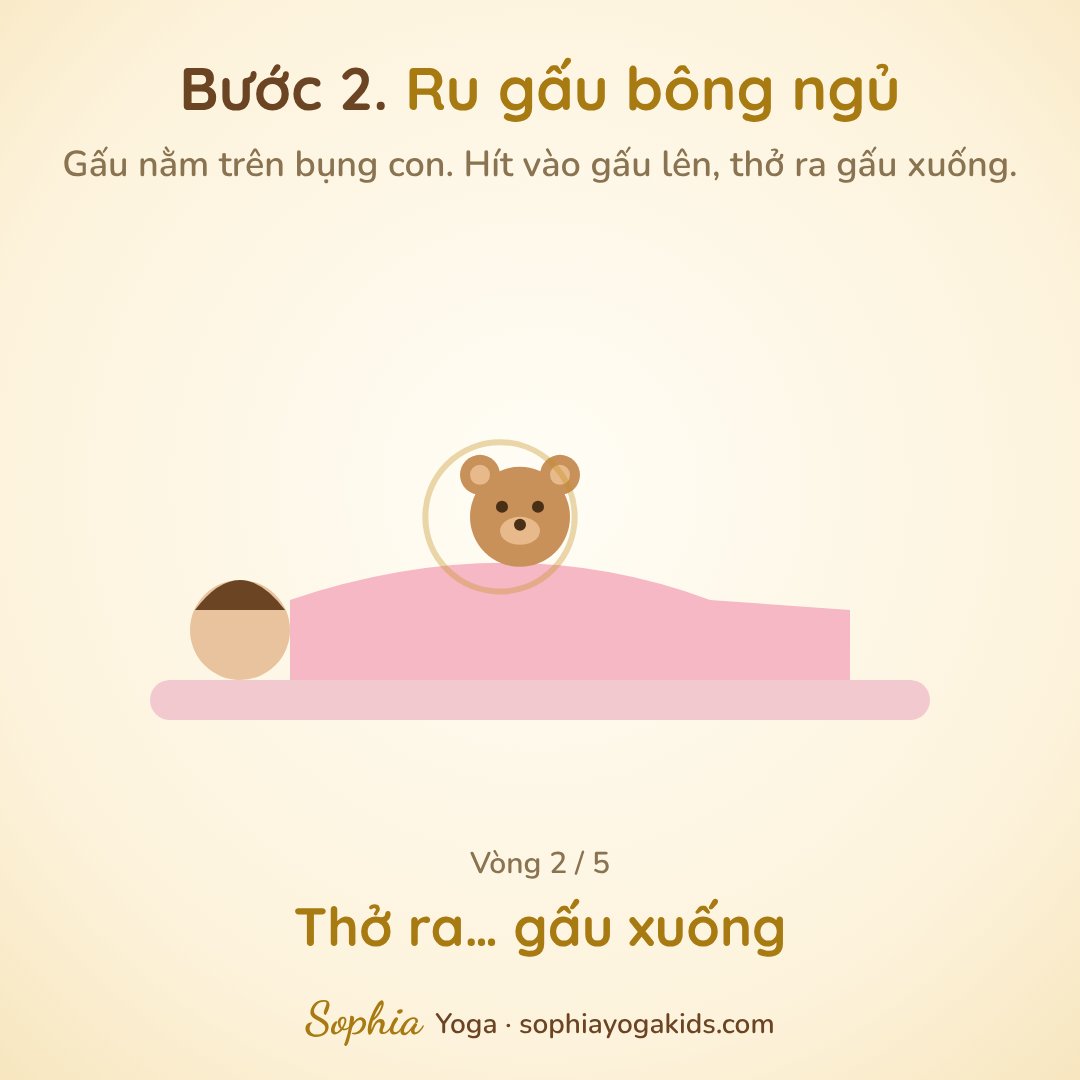 Bước 2. Ru gấu bông ngủ
Gấu nằm trên bụng con. Hít vào gấu lên, thở ra gấu xuống.
Vòng 2 / 5
Thở ra... gấu xuống
Sophia Yoga · sophiayogakids.com